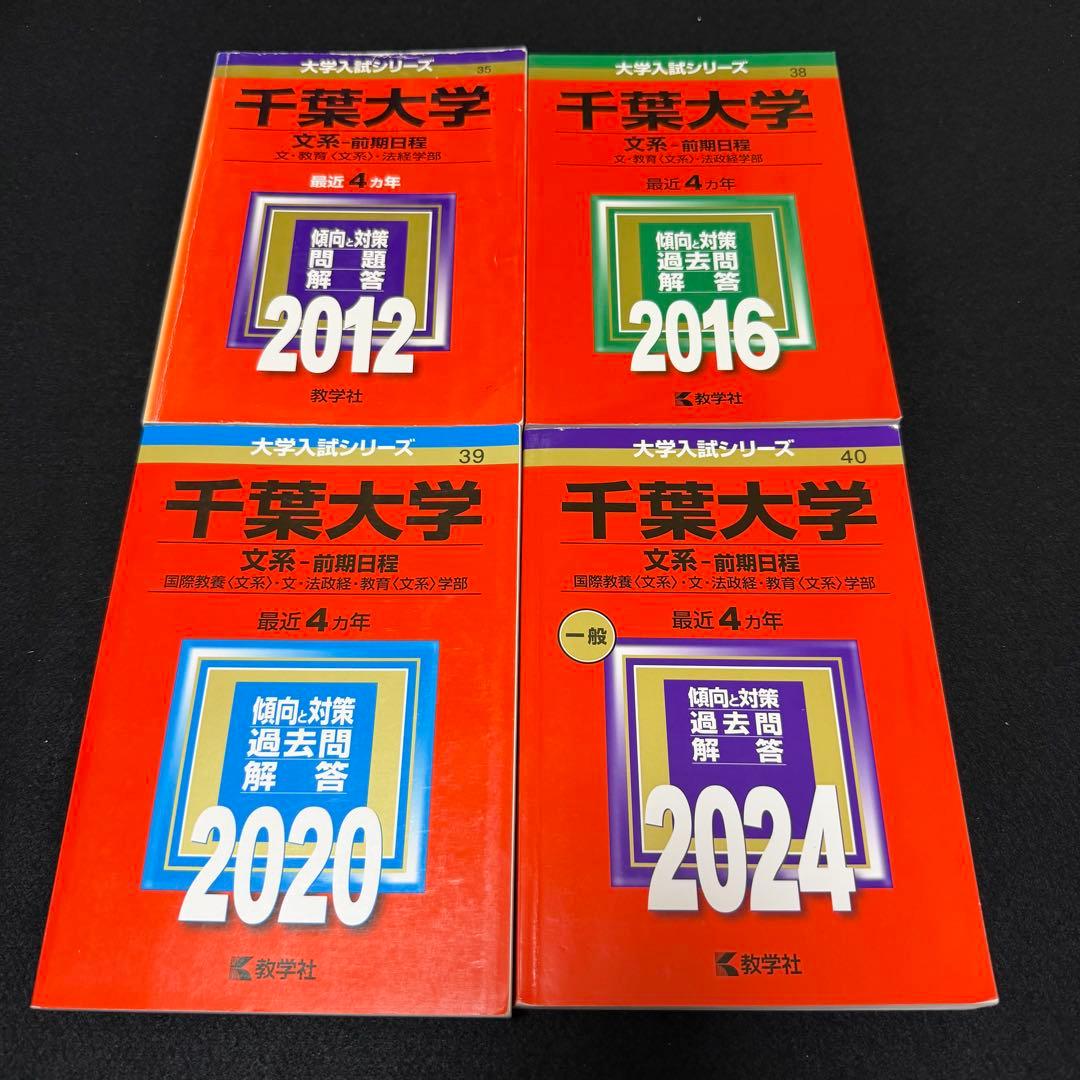 大学入試シリーズ
35
千葉大学
文系-前期日程
文・教育〈文系〉・法経学部
最近4ヵ年
傾向と対策
問題
解答
2012
教学社
大学入試シリーズ
38
千葉大学
文系-前期日程
文・教育〈文系〉・法政経学部
最近4ヵ年
傾向と対策
過去問
解答
2016
教学社
大学入試シリーズ
39
千葉大学
文系-前期日程
国際教養〈文系〉・文・法政経・教育〈文系〉学部
最近4ヵ年
傾向と対策
過去問
解答
2020
教学社
大学入試シリーズ
40
千葉大学
文系-前期日程
国際教養〈文系〉・文・法政経・教育〈文系〉学部
一般
最近4ヵ年
傾向と対策
過去問
解答
2024
教学社